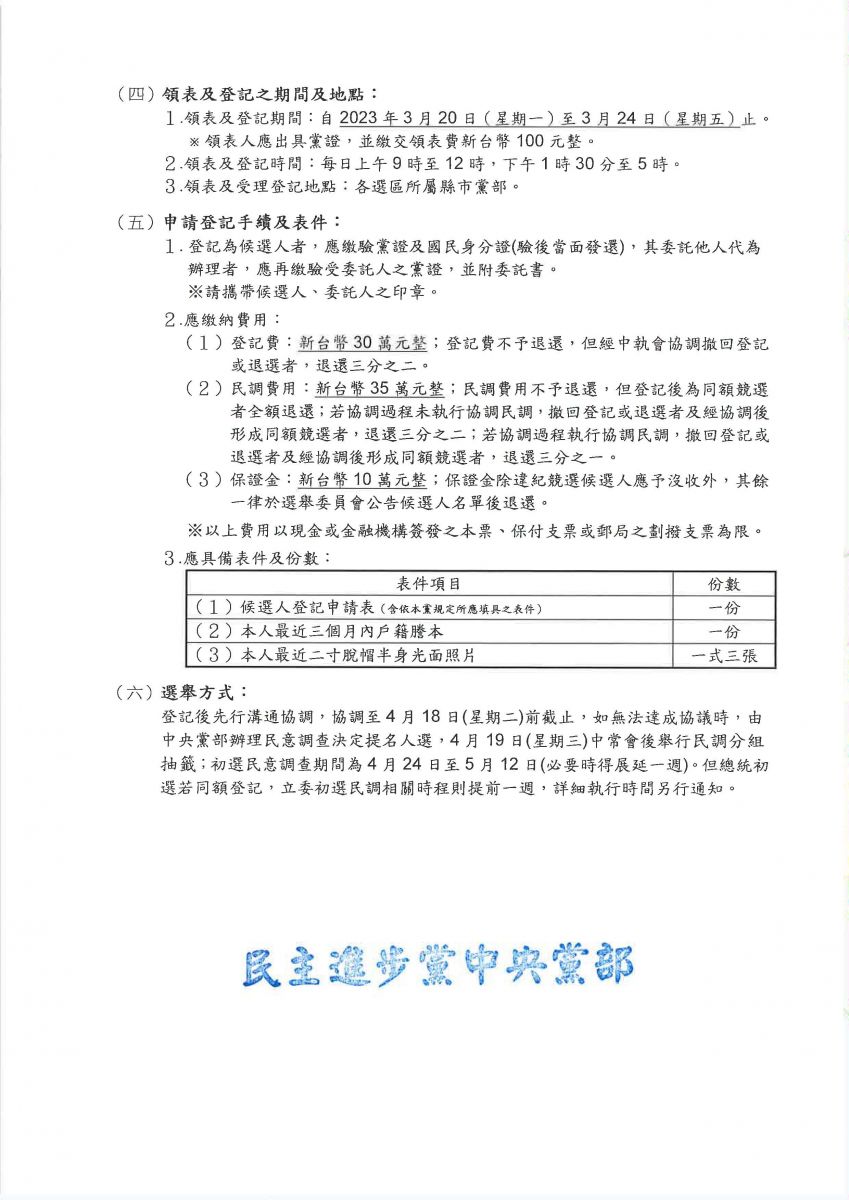 （四）領表及登記之期間及地點：
１.領表及登記期間：自 2023 年 3 月 20 日（星期一）至 3 月 24 日（星期五）止。
※ 領表人應出具黨證，並繳交領表費新台幣 100 元整。
２.領表及登記時間：每日上午 9 時至 12 時，下午 1 時 30 分至 5 時。
３.領表及受理登記地點：各選區所屬縣市黨部。
（五）申請登記手續及表件：
１. 登記為候選人者，應繳驗黨證及國民身分證(驗後當面發還)，其委託他人代為
辦理者，應再繳驗受委託人之黨證，並附委託書。
※請攜帶候選人、委託人之印章。
２.應繳納費用：
（１）登記費：新台幣 30 萬元整；登記費不予退還，但經中執會協調撤回登記
或退選者，退還三分之二。
（２）民調費用：新台幣 35 萬元整；民調費用不予退還，但登記後為同額競選
者全額退還；若協調過程未執行協調民調，撤回登記或退選者及經協調後
形成同額競選者，退還三分之二；若協調過程執行協調民調，撤回登記或
退選者及經協調後形成同額競選者，退還三分之一。
（３）保證金：新台幣 10 萬元整；保證金除違紀競選候選人應予沒收外，其餘
一律於選舉委員會公告候選人名單後退還。
※以上費用以現金或金融機構簽發之本票、保付支票或郵局之劃撥支票為限。
３.應具備表件及份數：
表件項目 份數
（１）候選人登記申請表（含依本黨規定所應填具之表件） 一份
（２）本人最近三個月內戶籍謄本 一份
（３）本人最近二寸脫帽半身光面照片 一式三張
（六）選舉方式：
登記後先行溝通協調，協調至 4 月 18 日(星期二)前截止，如無法達成協議時，由
中央黨部辦理民意調查決定提名人選，4 月 19 日(星期三)中常會後舉行民調分組
抽籤；初選民意調查期間為 4 月 24 日至 5 月 12 日(必要時得展延一週)。但總統初
選若同額登記，立委初選民調相關時程則提前一週，詳細執行時間另行通知。
民主進步黨中央黨部